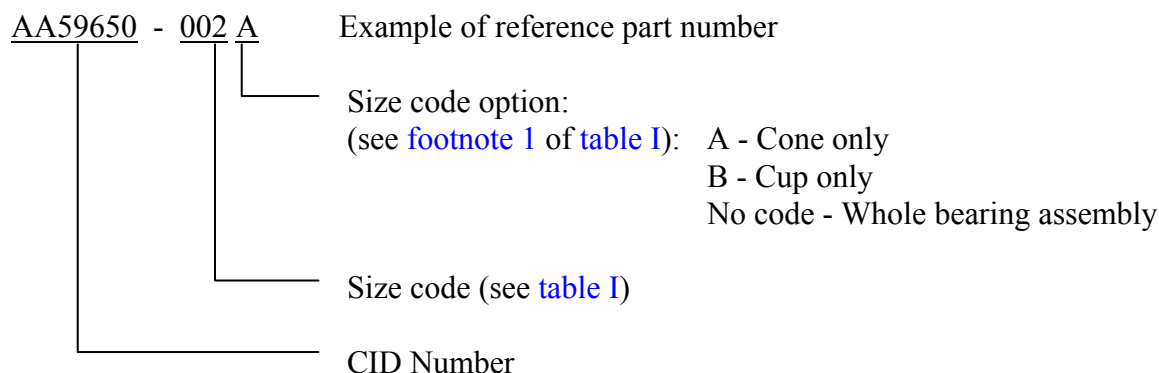 AA59650 - 002 A Example of reference part number
Size code option:
(see footnote 1 of table I): A - Cone only
B - Cup only
No code - Whole bearing assembly
Size code (see table I)
CID Number